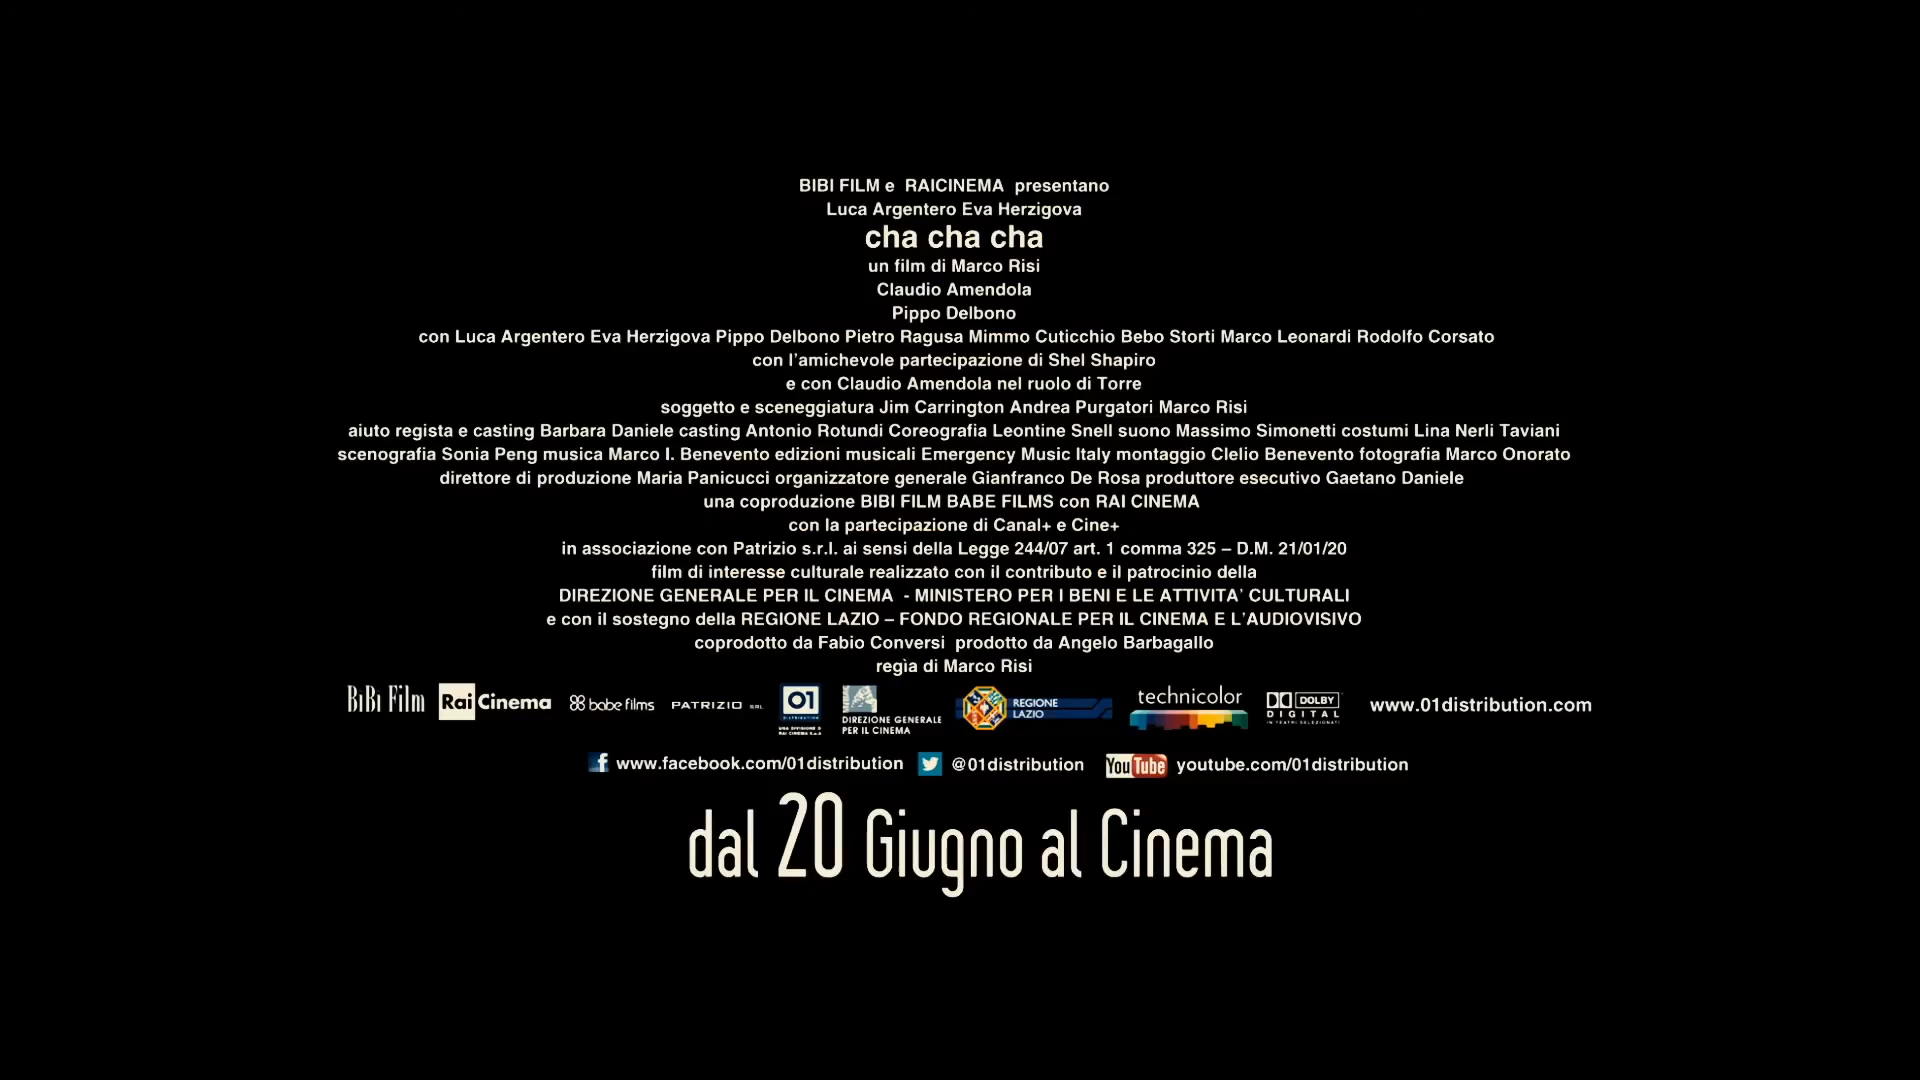 BIBI FILM e RAICINEMA presentano
Luca Argentero Eva Herzigova
cha cha cha
un film di Marco Risi
Claudio Amendola
Pippo Delbono
con Luca Argentero Eva Herzigova Pippo Delbono Pietro Ragusa Mimmo Cuticchio Bebo Storti Marco Leonardi Rodolfo Corsato
con l'amichevole partecipazione di Shel Shapiro
e con Claudio Amendola nel ruolo di Torre
soggetto e sceneggiatura Jim Carrington Andrea Purgatori Marco Risi
aiuto regista e casting Barbara Daniele casting Antonio Rotundi Coreografia Leontine Snell suono Massimo Simonetti costumi Lina Nerli Taviani
scenografia Sonia Peng musica Marco I. Benevento edizioni musicali Emergency Music Italy montaggio Clelio Benevento fotografia Marco Onorato
direttore di produzione Maria Panicucci organizzatore generale Gianfranco De Rosa produttore esecutivo Gaetano Daniele
una coproduzione BIBI FILM BABE FILMS con RAI CINEMA
con la partecipazione di Canal+ e Cine+
in associazione con Patrizio s.r.l. ai sensi della Legge 244/07 art. 1 comma 325 – D.M. 21/01/20
film di interesse culturale realizzato con il contributo e il patrocinio della
DIREZIONE GENERALE PER IL CINEMA - MINISTERO PER I BENI E LE ATTIVITA' CULTURALI
e con il sostegno della REGIONE LAZIO – FONDO REGIONALE PER IL CINEMA E L'AUDIOVISIVO
coprodotto da Fabio Conversi prodotto da Angelo Barbagallo
regìa di Marco Risi
BiBi Film Rai Cinema babe films PATRIZIO SRL 01 DISTRIBUTION UNA DIVISIONE DI RAI CINEMA S.p.A. DIREZIONE GENERALE PER IL CINEMA REGIONE LAZIO technicolor DOLBY DIGITAL IN TEATRI SELEZIONATI www.01distribution.com
f www.facebook.com/01distribution @01distribution YouTube youtube.com/01distribution
dal 20 Giugno al Cinema